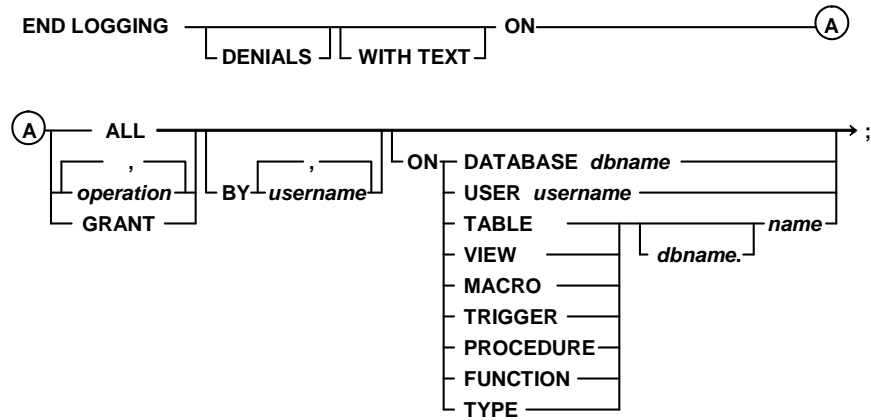 END LOGGING ON A
DENIALS WITH TEXT
A ALL ;
, , ON DATABASE dbname
operation BY username USER username
GRANT TABLE name
VIEW dbname.
MACRO
TRIGGER
PROCEDURE
FUNCTION
TYPE